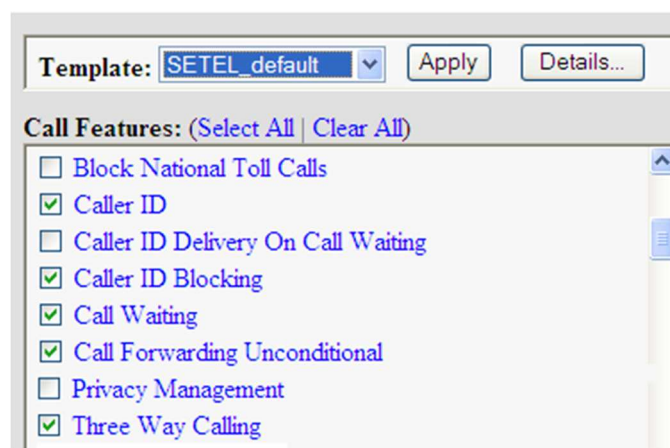 Template: SETEL_default Apply Details...
Call Features: (Select All | Clear All)
Block National Toll Calls
Caller ID
Caller ID Delivery On Call Waiting
Caller ID Blocking
Call Waiting
Call Forwarding Unconditional
Privacy Management
Three Way Calling